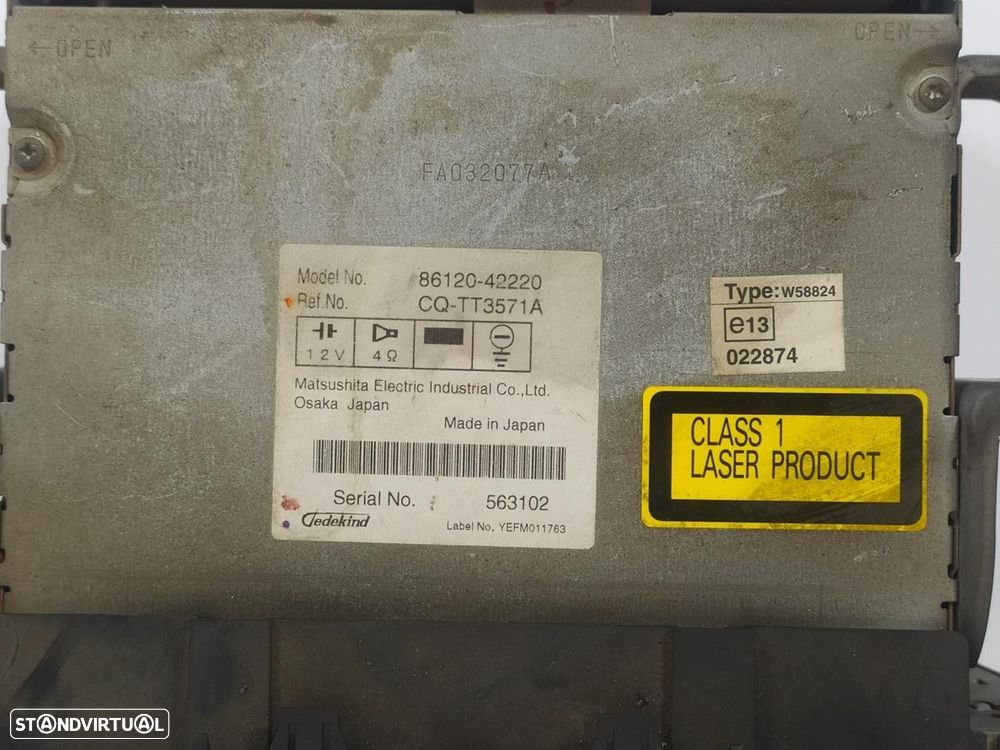 ←OPEN
OPEN→
FA032077A
Model No. 86120-42220
Ref.No. CQ-TT3571A
12V 4Ω
Matsushita Electric Industrial Co.,Ltd.
Osaka Japan
Made in Japan
Serial No. 563102
Jedekind
Label No. YEFM011763
Type:W58824
e13
022874
CLASS 1
LASER PRODUCT
STANDVIRTUAL